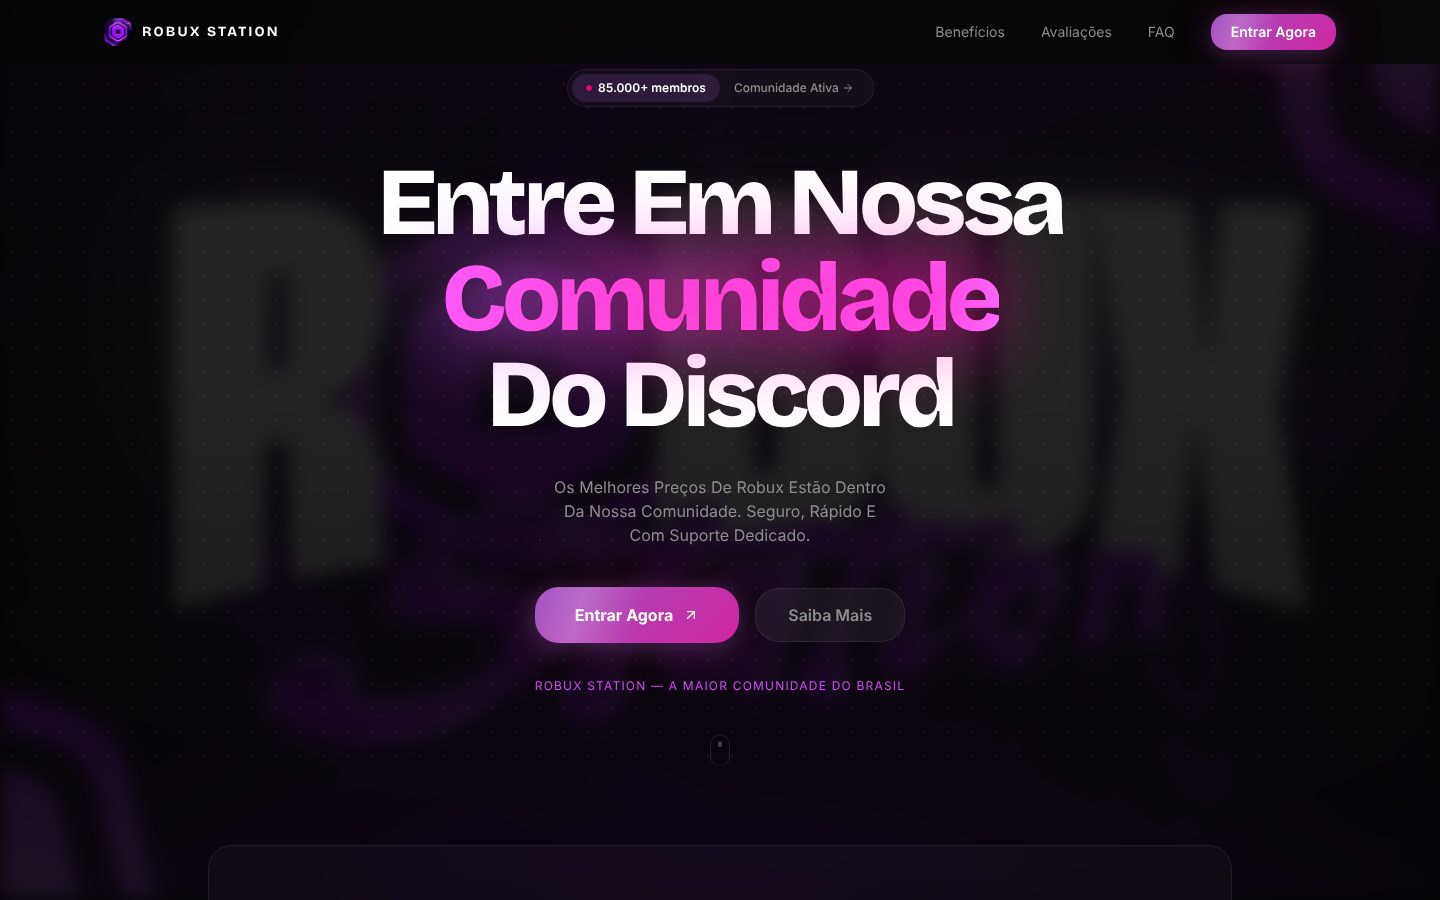 ROBUX STATION
Benefícios
Avaliações
FAQ
Entrar Agora
85.000+ membros
Comunidade Ativa →
Entre Em Nossa
Comunidade
Do Discord
Os Melhores Preços De Robux Estão Dentro
Da Nossa Comunidade. Seguro, Rápido E
Com Suporte Dedicado.
Entrar Agora
Saiba Mais
ROBUX STATION — A MAIOR COMUNIDADE DO BRASIL
ROBUX
Station